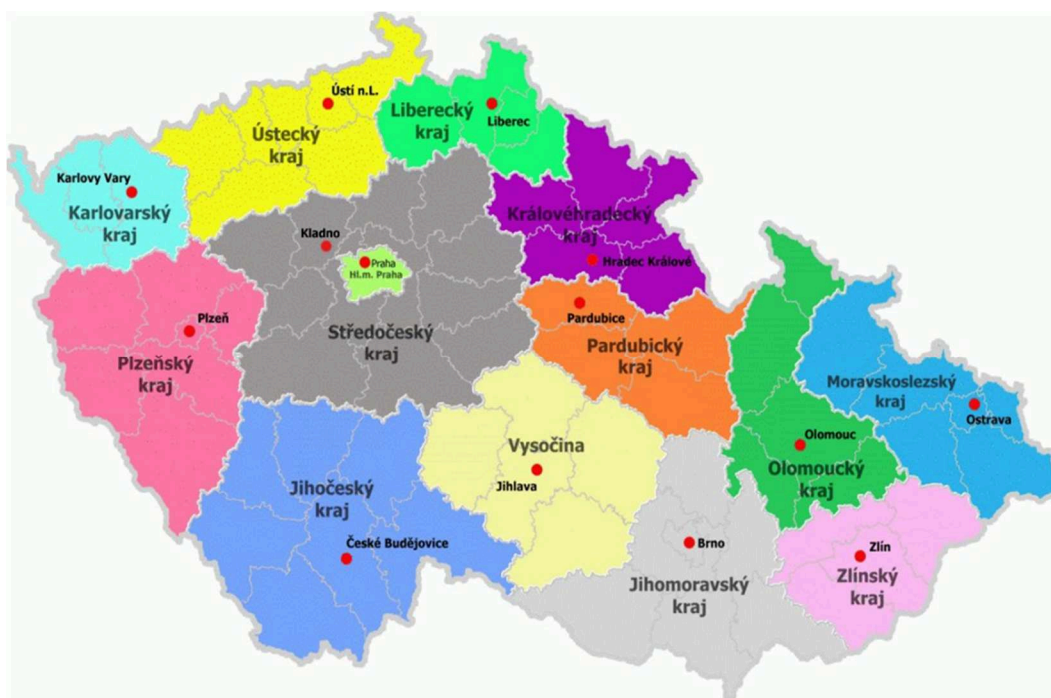 Ústí n.L.
Ústecký
kraj
Liberecký
kraj
Liberec
Karlovy Vary
Karlovarský
kraj
Královéhradecký
kraj
Hradec Králové
Kladno
Praha
Hl.m. Praha
Středočeský
kraj
Plzeň
Plzeňský
kraj
Pardubice
Pardubický
kraj
Moravskoslezský
kraj
Ostrava
Olomouc
Olomoucký
kraj
Vysočina
Jihlava
Jihočeský
kraj
České Budějovice
Brno
Jihomoravský
kraj
Zlín
Zlínský
kraj